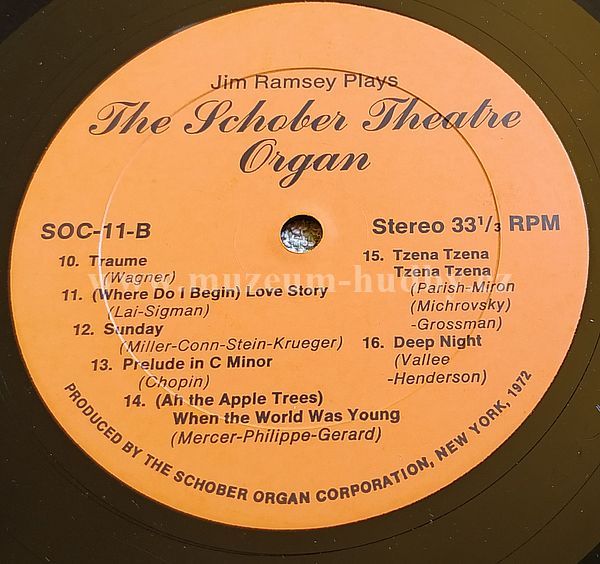 Jim Ramsey Plays
The Schober Theatre
Organ
SOC-11-B
Stereo 33 1/3 RPM
10. Traume
(Wagner)
11. (Where Do I Begin) Love Story
(Lai-Sigman)
12. Sunday
(Miller-Conn-Stein-Krueger)
13. Prelude in C Minor
(Chopin)
14. (Ah the Apple Trees)
When the World Was Young
(Mercer-Philippe-Gerard)
15. Tzena Tzena
Tzena Tzena
(Parish-Miron
(Michrovsky)
-Grossman)
16. Deep Night
(Vallee
-Henderson)
PRODUCED BY THE SCHOBER ORGAN CORPORATION, NEW YORK, 1972
www.muzeum-hudby.cz